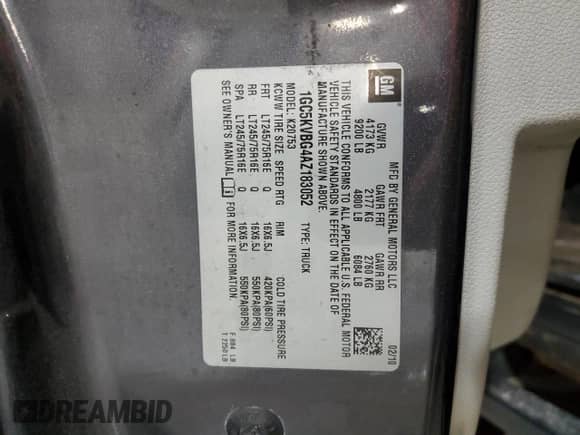 GM
MFD BY GENERAL MOTORS LLC
02/10
GVWR
GAWR FRT
GAWR RR
4173 KG
2177 KG
2760 KG
9200 LB
4800 LB
6084 LB
THIS VEHICLE CONFORMS TO ALL APPLICABLE U.S. FEDERAL MOTOR
VEHICLE SAFETY STANDARDS IN EFFECT ON THE DATE OF
MANUFACTURE SHOWN ABOVE.
1GC5KVBG4AZ183052
TYPE: TRUCK
MODEL: K20753
KCWW TIRE SIZE SPEED RTG RIM COLD TIRE PRESSURE
FRT LT245/75R16E Q 16X6.5J 420KPA(60PSI)
RR LT245/75R16E Q 16X6.5J 550KPA(80PSI)
SPA LT245/75R16E Q 16X6.5J 550KPA(80PSI)
SEE OWNER'S MANUAL FOR MORE INFORMATION.
DREAMBID